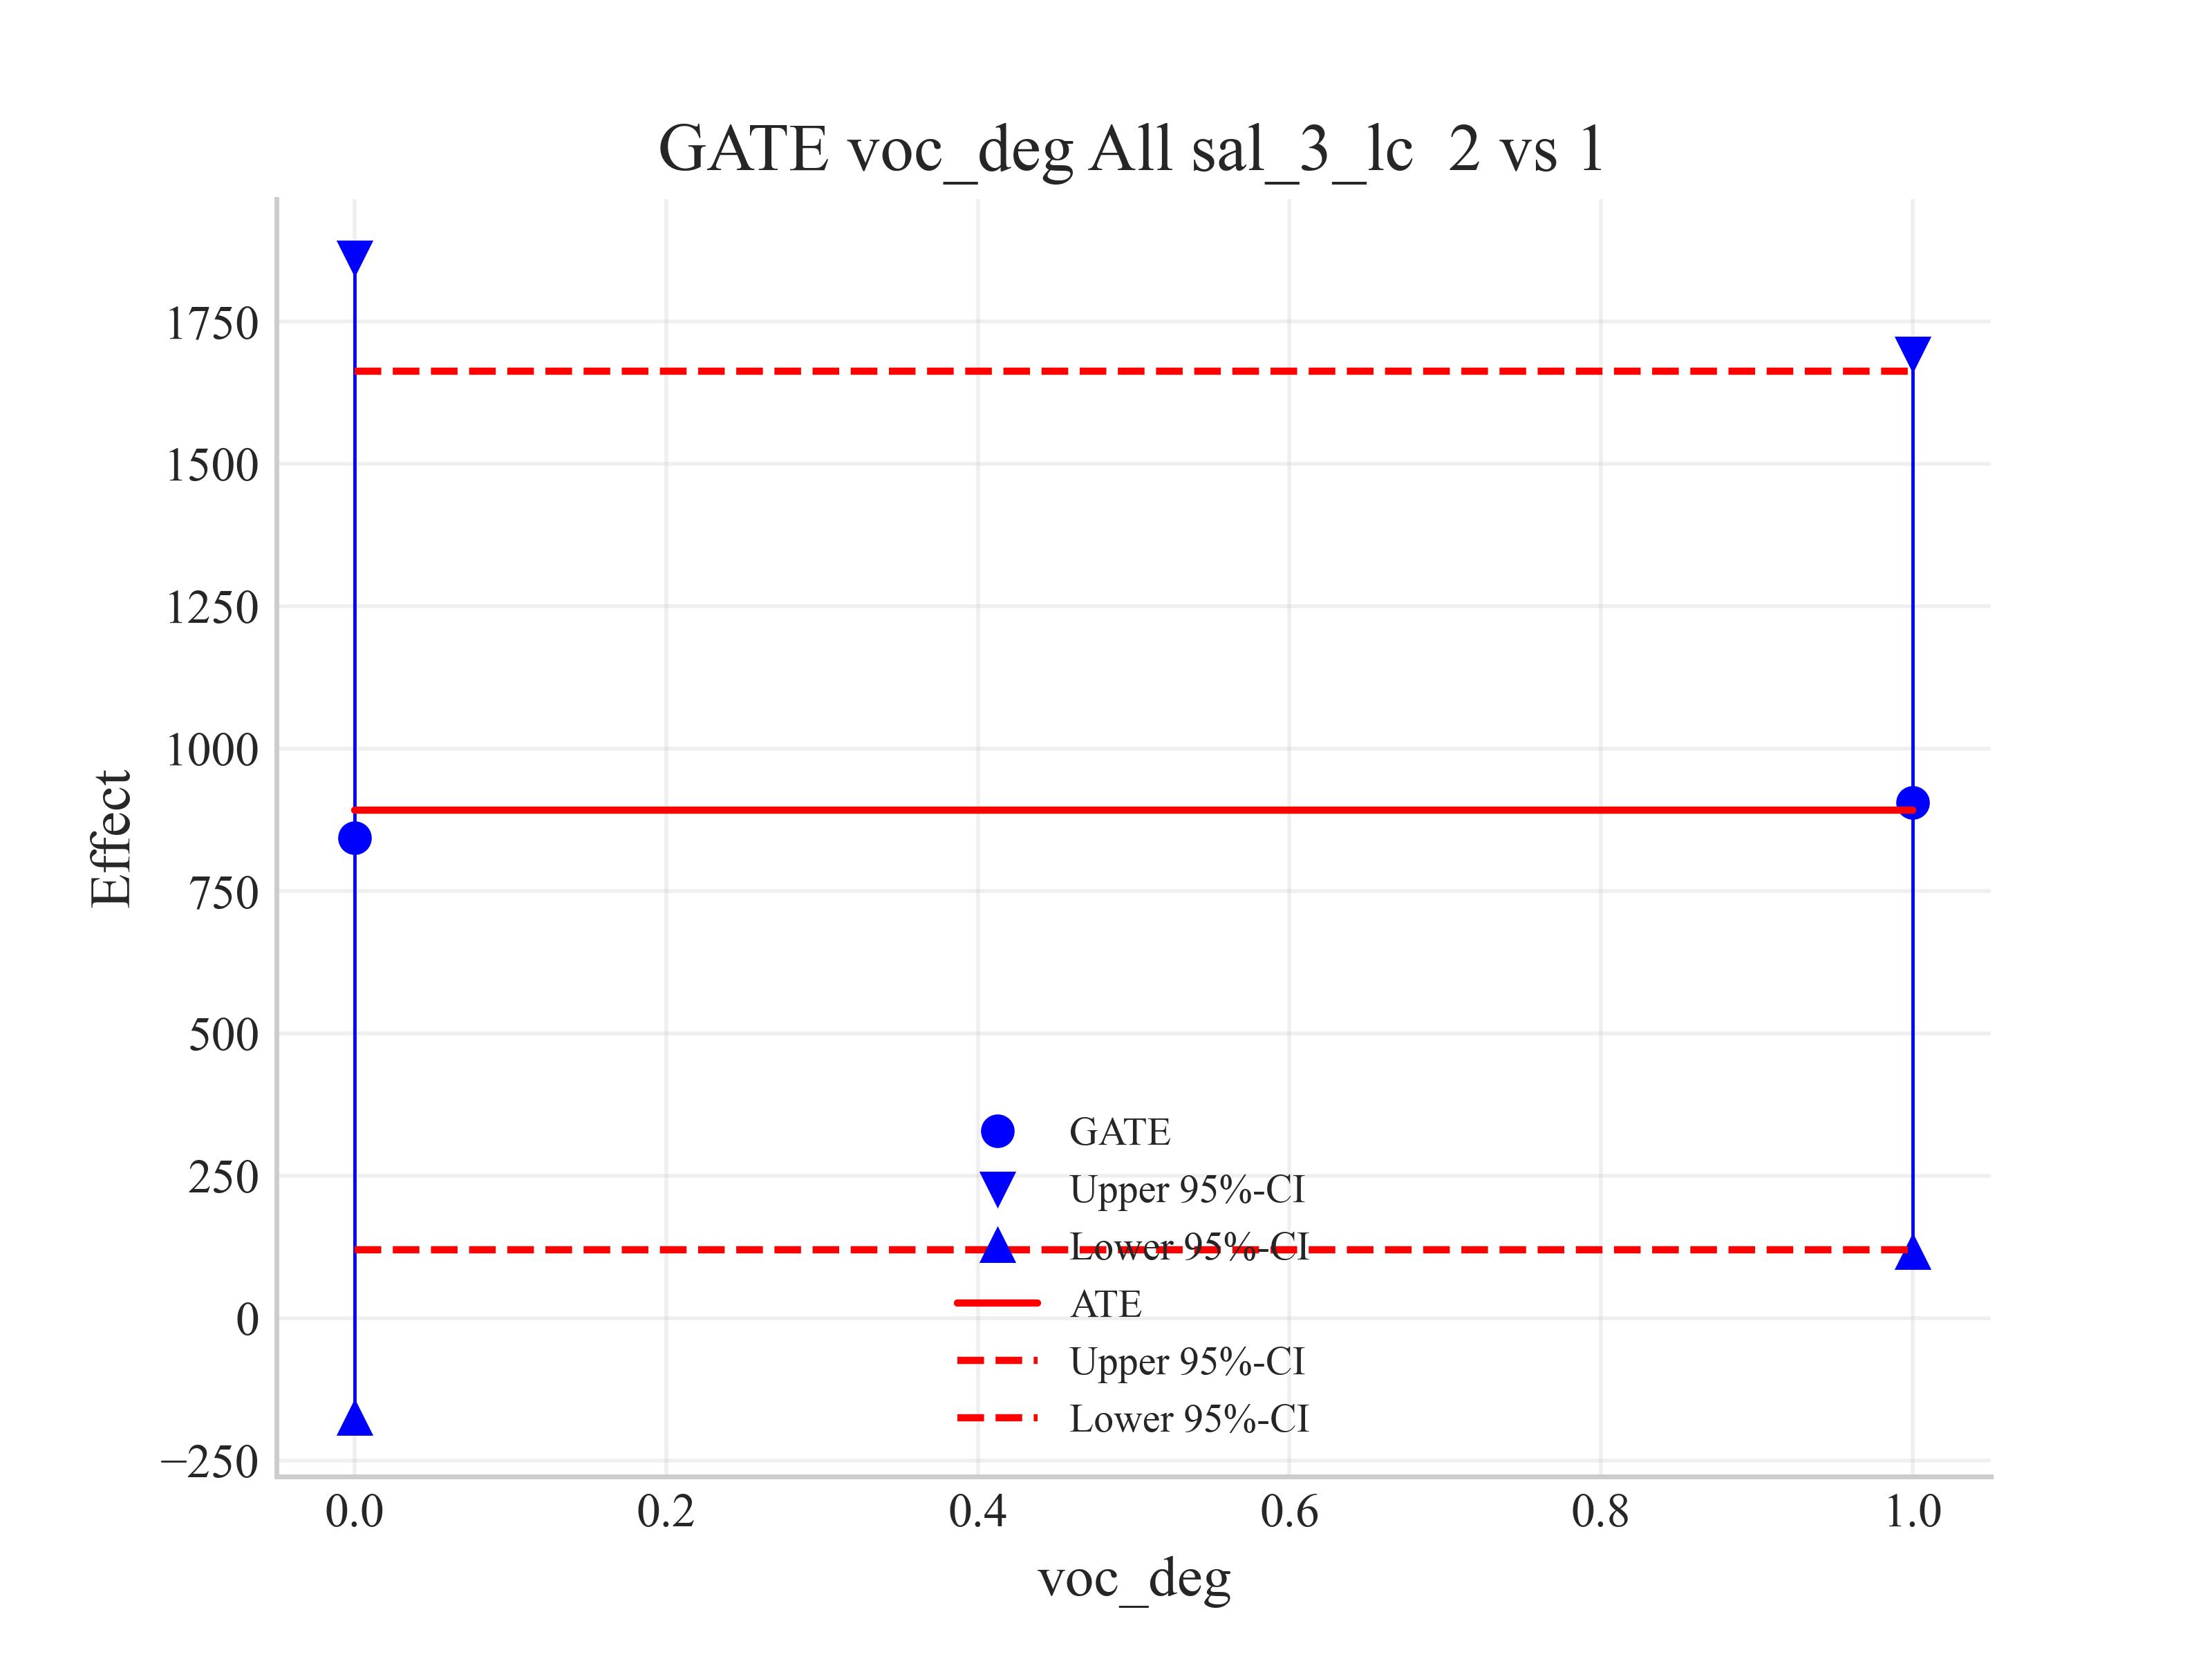 GATE voc_deg All sal_3_lc 2 vs 1
Effect
1750
1500
1250
1000
750
500
250
0
−250
GATE
Upper 95%-CI
Lower 95%-CI
ATE
Upper 95%-CI
Lower 95%-CI
0.0 0.2 0.4 0.6 0.8 1.0
voc_deg